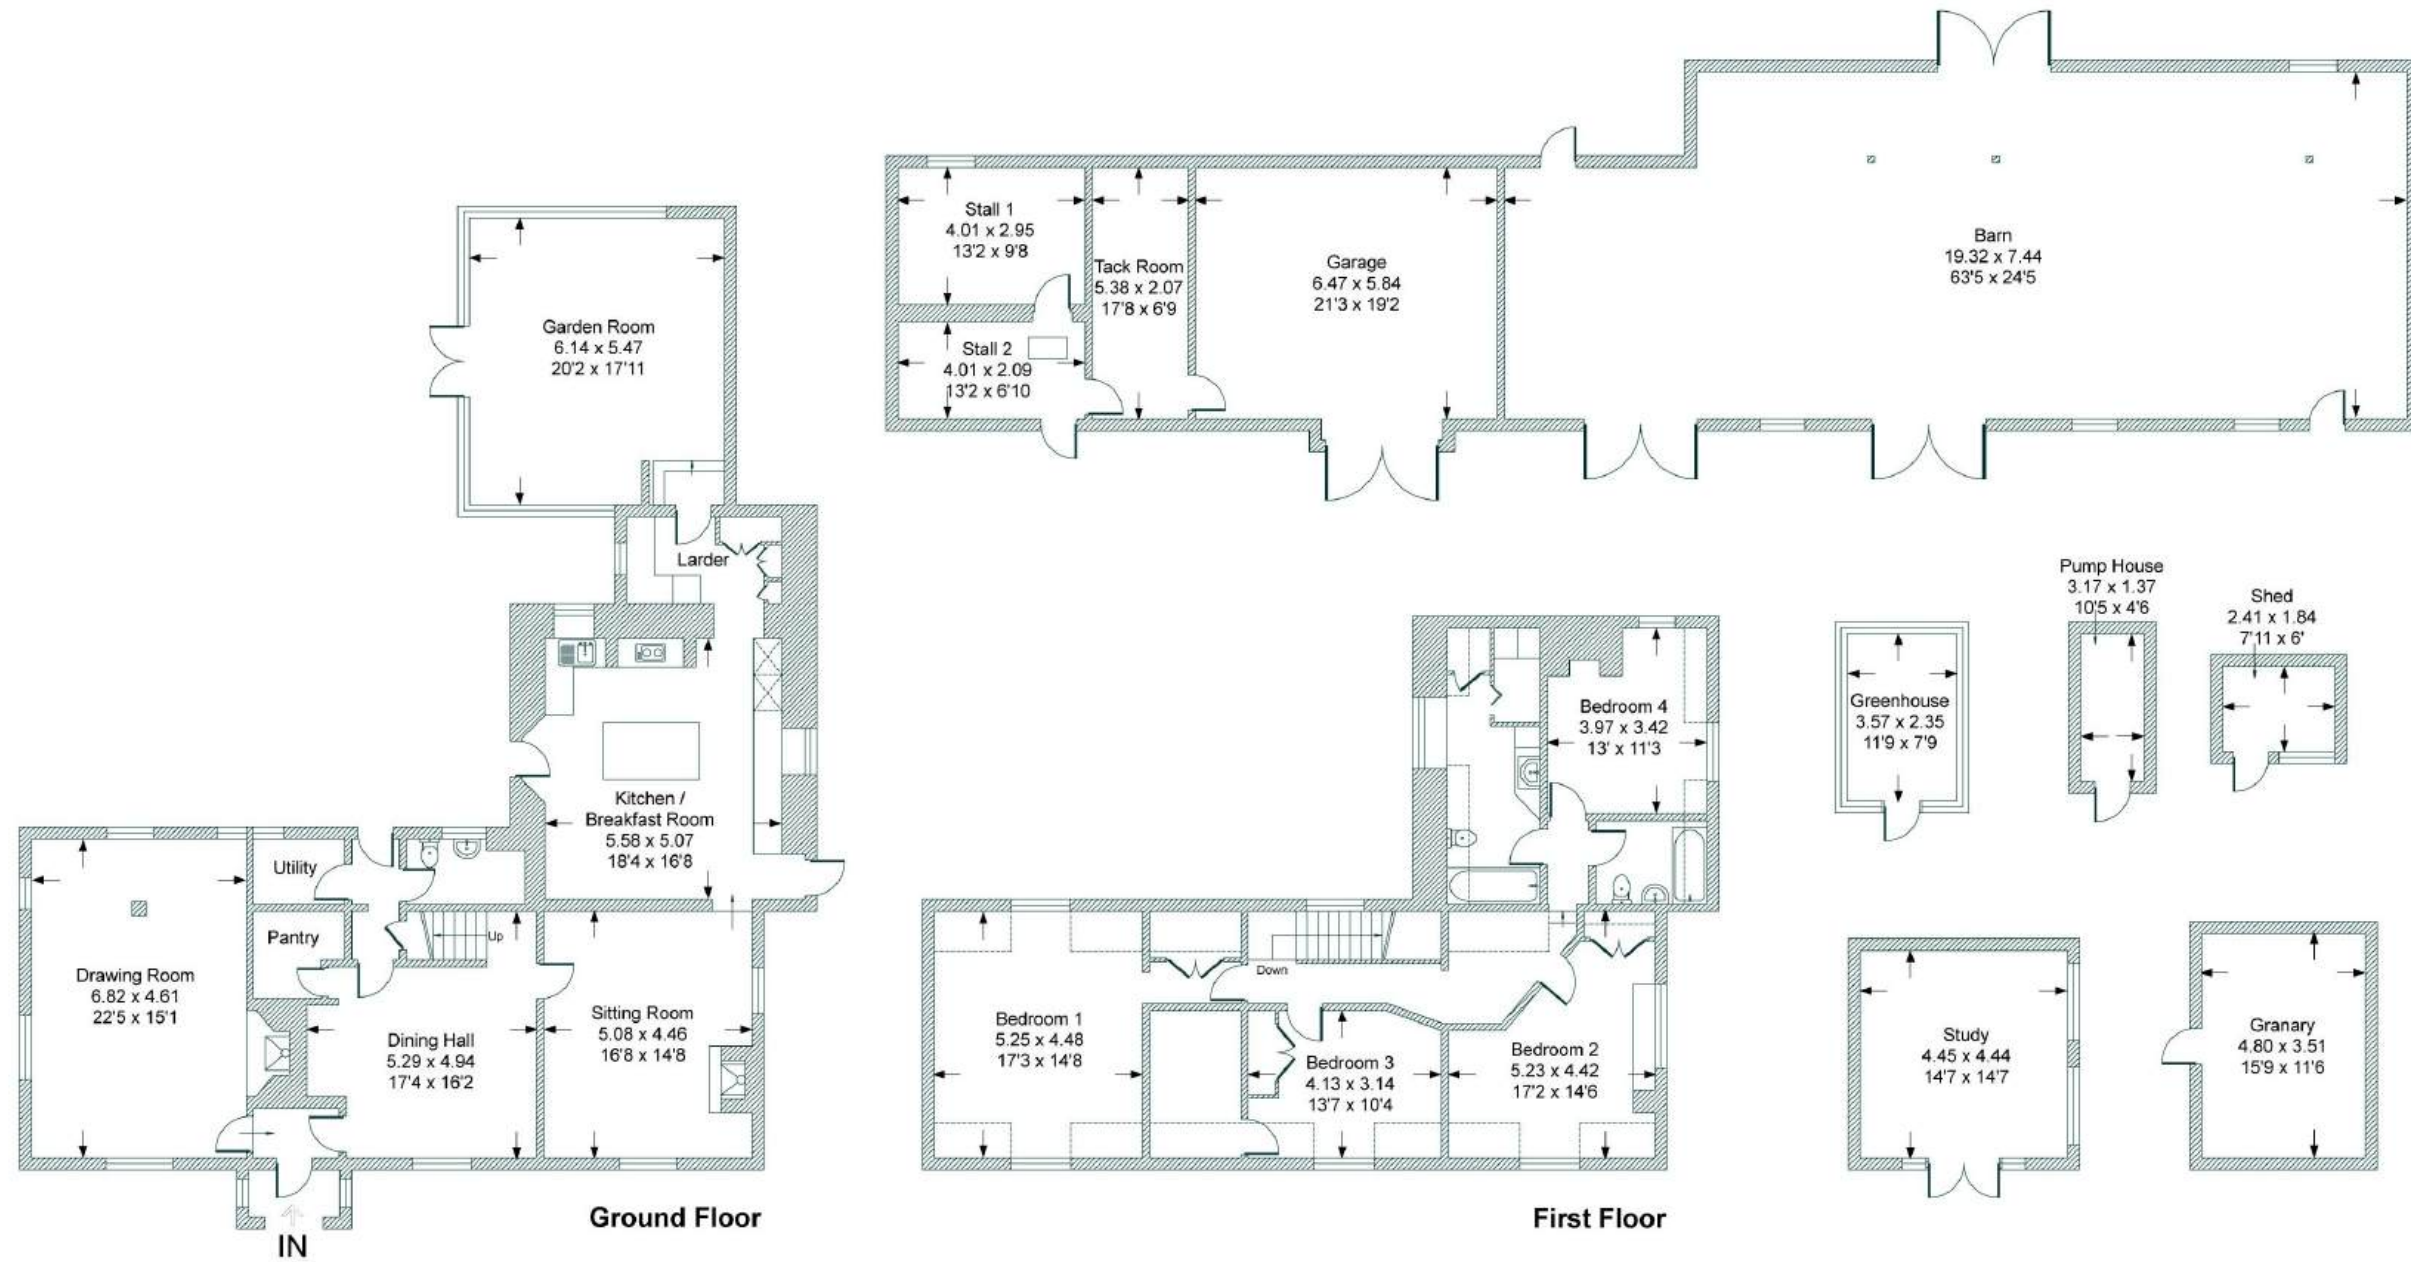 Stall 1
4.01 x 2.95
13'2 x 9'8
Stall 2
4.01 x 2.09
13'2 x 6'10
Tack Room
5.38 x 2.07
17'8 x 6'9
Garage
6.47 x 5.84
21'3 x 19'2
Barn
19.32 x 7.44
63'5 x 24'5
Garden Room
6.14 x 5.47
20'2 x 17'11
Larder
Kitchen /
Breakfast Room
5.58 x 5.07
18'4 x 16'8
Utility
Pantry
Up
Drawing Room
6.82 x 4.61
22'5 x 15'1
Dining Hall
5.29 x 4.94
17'4 x 16'2
Sitting Room
5.08 x 4.46
16'8 x 14'8
IN
Ground Floor
Bedroom 4
3.97 x 3.42
13' x 11'3
Down
Bedroom 1
5.25 x 4.48
17'3 x 14'8
Bedroom 3
4.13 x 3.14
13'7 x 10'4
Bedroom 2
5.23 x 4.42
17'2 x 14'6
First Floor
Greenhouse
3.57 x 2.35
11'9 x 7'9
Pump House
3.17 x 1.37
10'5 x 4'6
Shed
2.41 x 1.84
7'11 x 6'
Study
4.45 x 4.44
14'7 x 14'7
Granary
4.80 x 3.51
15'9 x 11'6